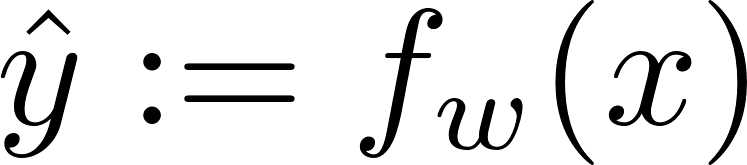 ŷ := f_w(x)